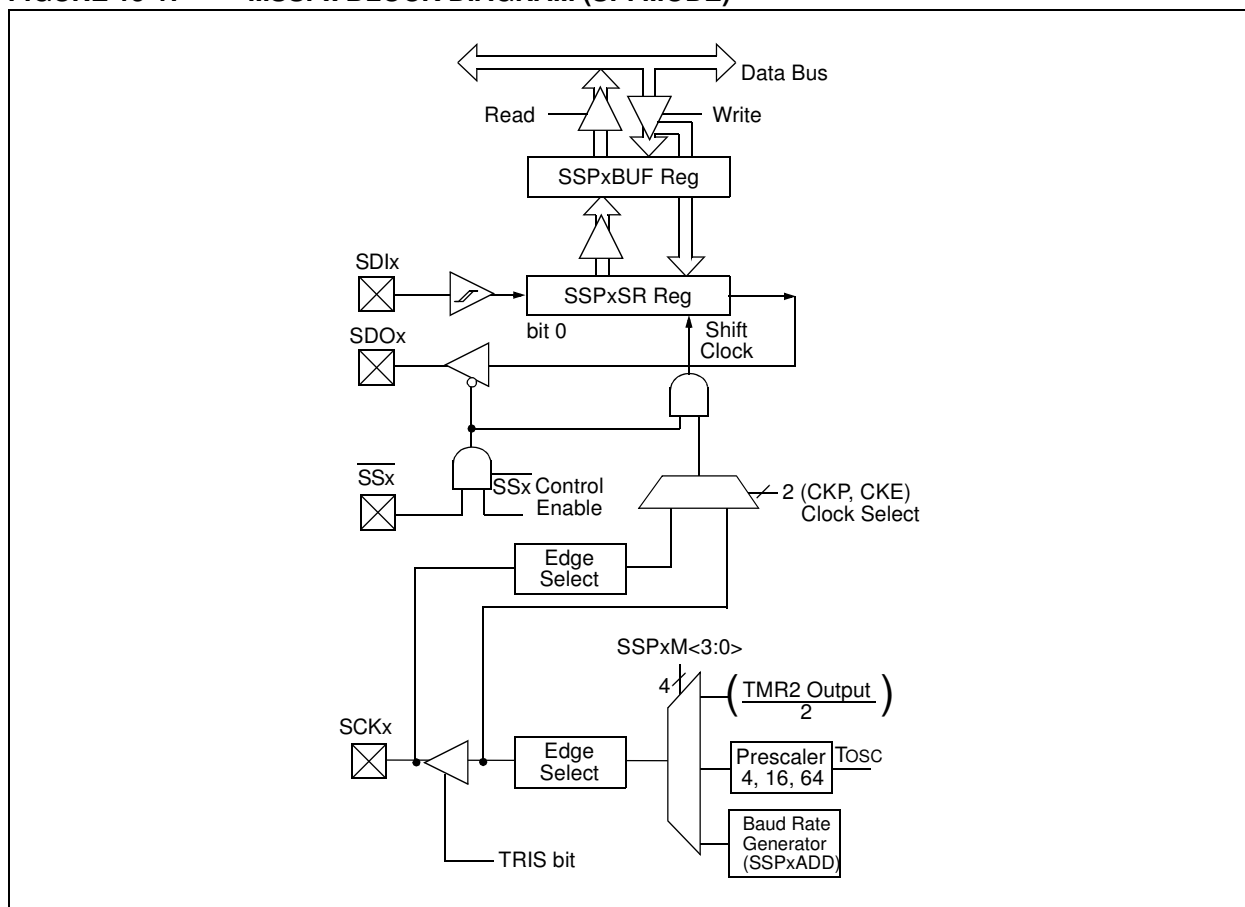 Data Bus
Read
Write
SSPxBUF Reg
SDIx
SSPxSR Reg
bit 0
Shift
Clock
SDOx
SSx
SSx Control
Enable
2 (CKP, CKE)
Clock Select
Edge
Select
SSPxM<3:0>
4
(TMR2 Output
2)
SCKx
Edge
Select
Prescaler
4, 16, 64
TOSC
Baud Rate
Generator
(SSPxADD)
TRIS bit